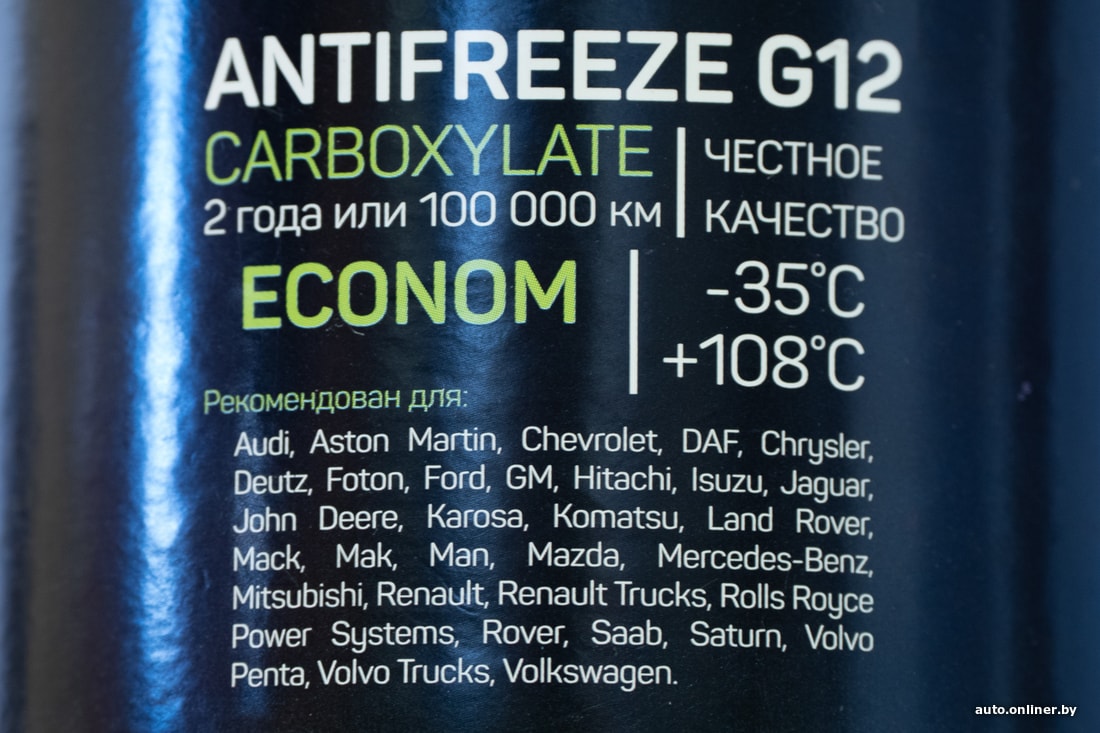 ANTIFREEZE G12
CARBOXYLATE
2 года или 100 000 км
ЧЕСТНОЕ
КАЧЕСТВО
ECONOM
-35°C
+108°C
Рекомендован для:
Audi, Aston Martin, Chevrolet, DAF, Chrysler,
Deutz, Foton, Ford, GM, Hitachi, Isuzu, Jaguar,
John Deere, Karosa, Komatsu, Land Rover,
Mack, Mak, Man, Mazda, Mercedes-Benz,
Mitsubishi, Renault, Renault Trucks, Rolls Royce
Power Systems, Rover, Saab, Saturn, Volvo
Penta, Volvo Trucks, Volkswagen.
auto.onliner.by